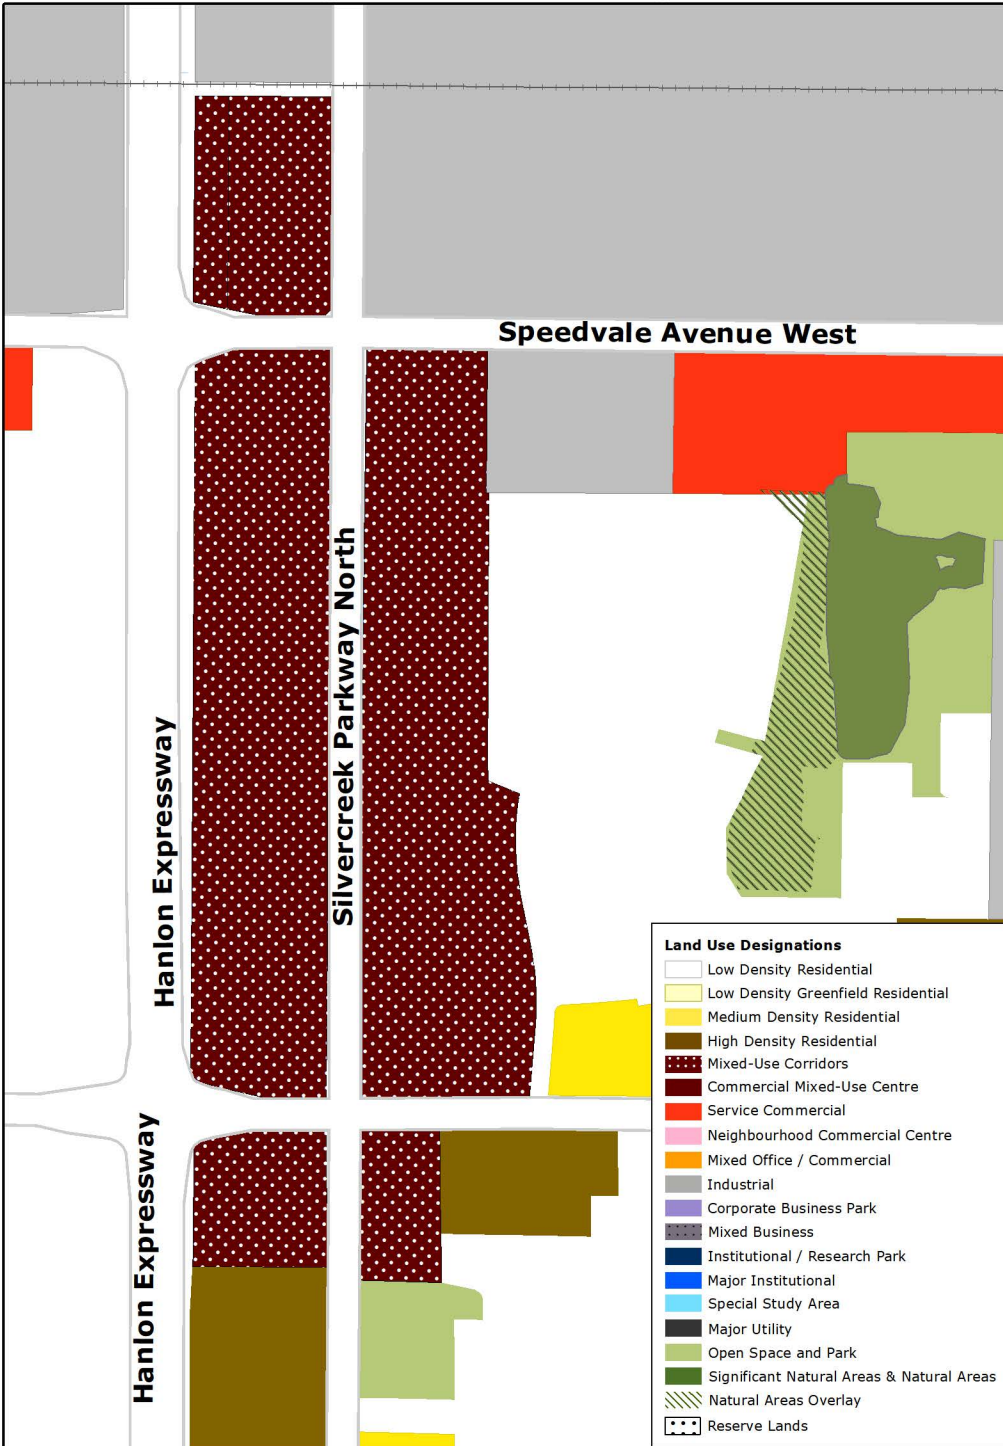 Speedvale Avenue West
Silvercreek Parkway North
Hanlon Expressway
Hanlon Expressway
Land Use Designations
Low Density Residential
Low Density Greenfield Residential
Medium Density Residential
High Density Residential
Mixed-Use Corridors
Commercial Mixed-Use Centre
Service Commercial
Neighbourhood Commercial Centre
Mixed Office / Commercial
Industrial
Corporate Business Park
Mixed Business
Institutional / Research Park
Major Institutional
Special Study Area
Major Utility
Open Space and Park
Significant Natural Areas & Natural Areas
Natural Areas Overlay
Reserve Lands